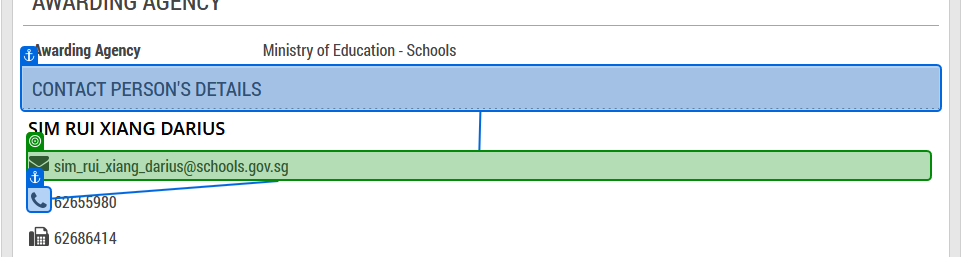 AWARDING AGENCY
Awarding Agency Ministry of Education - Schools
CONTACT PERSON'S DETAILS
SIM RUI XIANG DARIUS
sim_rui_xiang_darius@schools.gov.sg
62655980
62686414